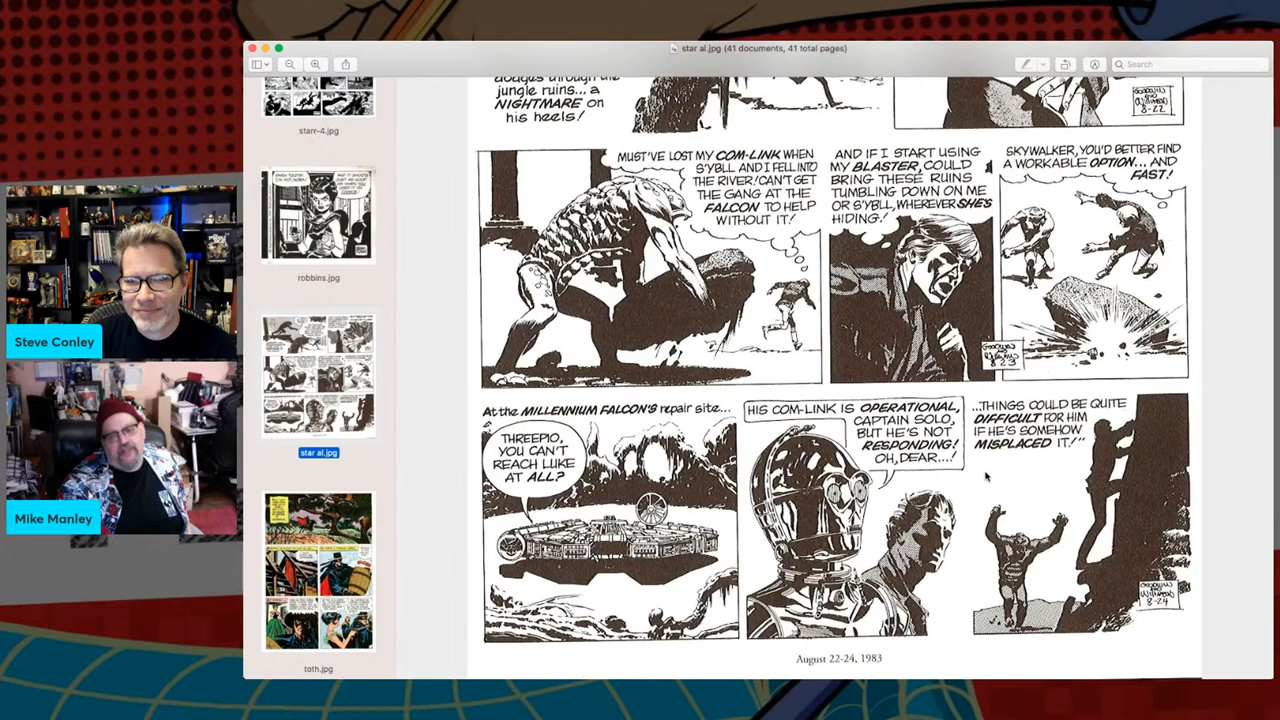 star al.jpg (41 documents, 41 total pages)
Search
starr-4.jpg
robbins.jpg
star al.jpg
toth.jpg
Steve Conley
Mike Manley
dodges through the
jungle ruins... a
NIGHTMARE on
his heels!
8-22
MUST'VE LOST MY COM-LINK WHEN
S'YBLL AND I FELL INTO
THE RIVER! CAN'T GET
THE GANG AT THE
FALCON TO HELP
WITHOUT IT!
AND IF I START USING
MY BLASTER, COULD
BRING THESE RUINS
TUMBLING DOWN ON ME
OR S'YBLL, WHEREVER SHE'S
HIDING!
8-23
SKYWALKER, YOU'D BETTER FIND
A WORKABLE OPTION... AND
FAST!
At the MILLENNIUM FALCON'S repair site...
THREEPIO,
YOU CAN'T
REACH LUKE
AT ALL?
HIS COM-LINK IS OPERATIONAL,
CAPTAIN SOLO,
BUT HE'S NOT
RESPONDING!
OH, DEAR....!
...THINGS COULD BE QUITE
DIFFICULT FOR HIM
IF HE'S SOMEHOW
MISPLACED IT!"
8-24
August 22-24, 1983